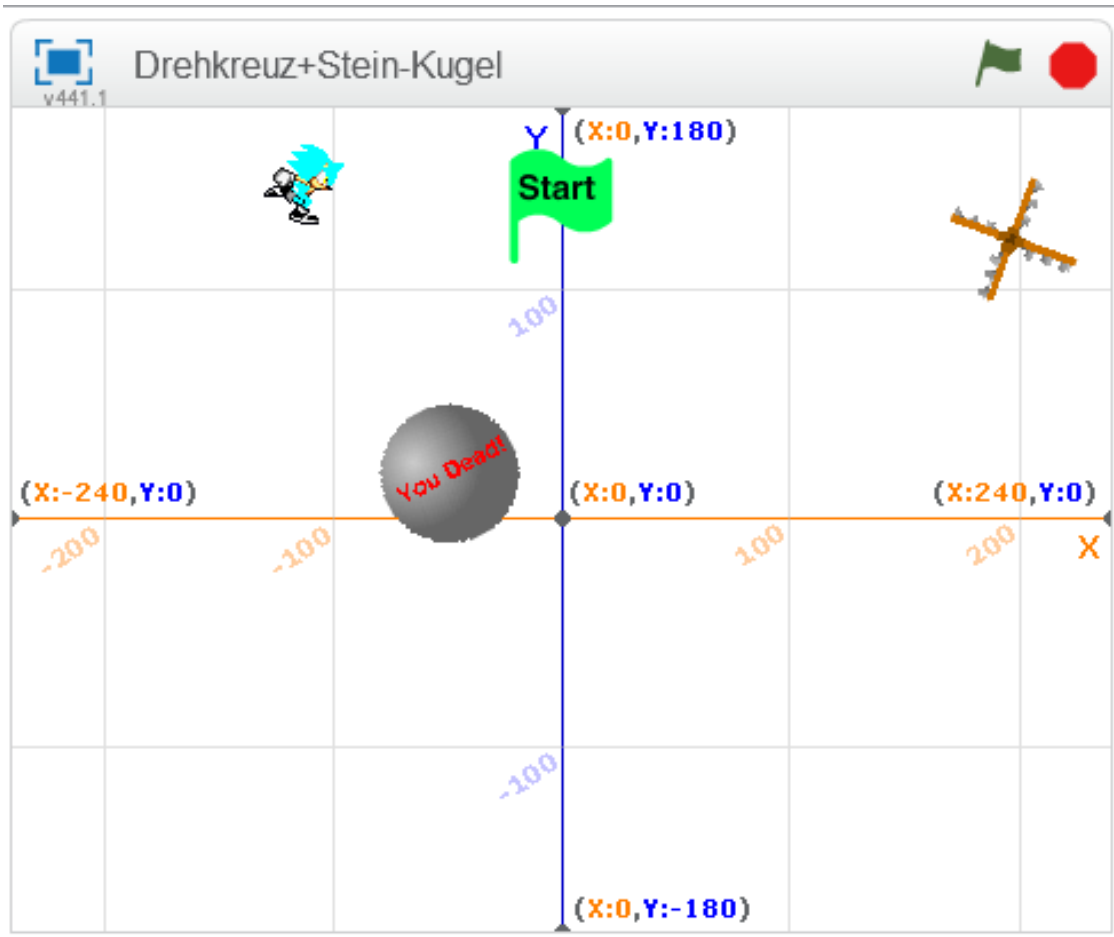 Drehkreuz+Stein-Kugel
v441.1
Y (X:0,Y:180)
Start
100
You Dead!
(X:-240,Y:0) (X:0,Y:0) (X:240,Y:0)
-200 -100 100 200 X
-100
(X:0,Y:-180)